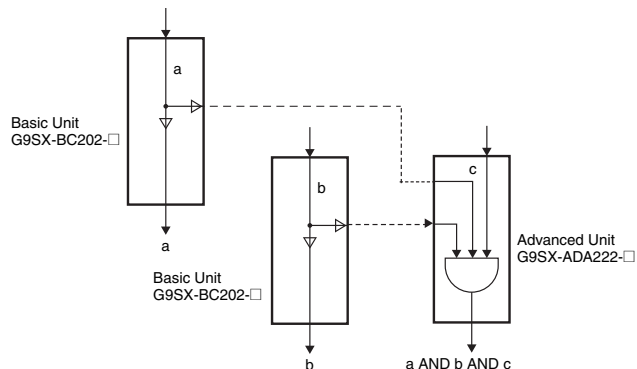 a
Basic Unit
G9SX-BC202-□
a
b
c
Basic Unit
G9SX-BC202-□
b
Advanced Unit
G9SX-ADA222-□
a AND b AND c